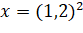 x = (1,2)²